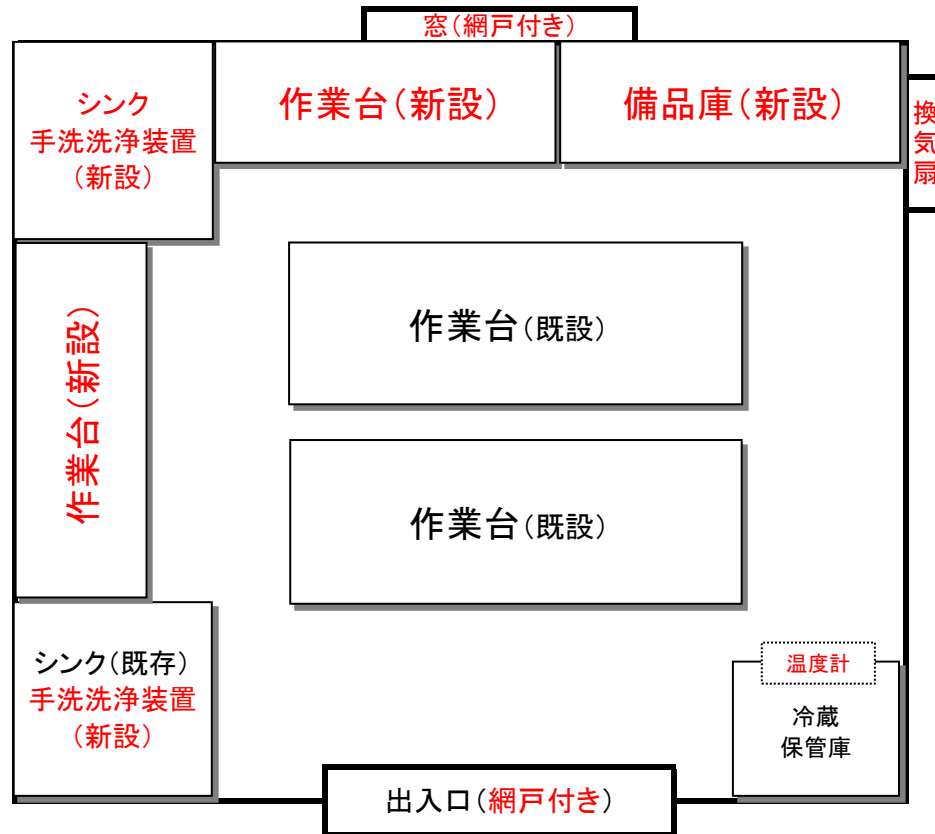 窓(網戸付き)
シンク
手洗洗浄装置
(新設)
作業台(新設)
備品庫(新設)
換
気
扇
作業台(既設)
作業台(新設)
作業台(既設)
シンク(既存)
手洗洗浄装置
(新設)
温度計
冷蔵
保管庫
出入口(網戸付き)